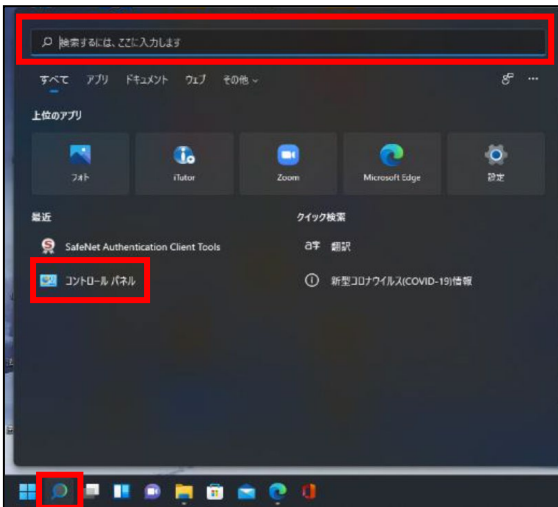 検索するには、ここに入力します
すべて アプリ ドキュメント ウェブ その他
上位のアプリ
フォト iTutor Zoom Microsoft Edge 設定
最近 クイック検索
SafeNet Authentication Client Tools a字 翻訳
コントロール パネル 新型コロナウイルス(COVID-19)情報